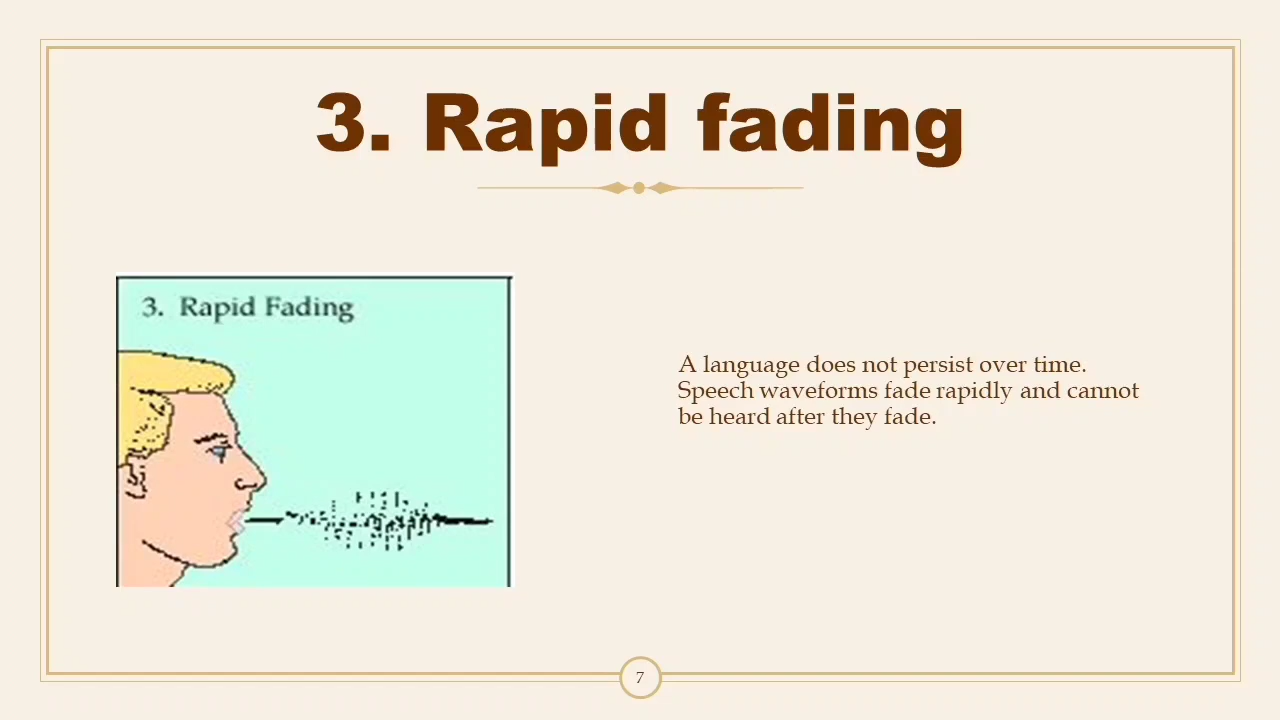 3. Rapid fading
3. Rapid Fading
A language does not persist over time.
Speech waveforms fade rapidly and cannot
be heard after they fade.
7